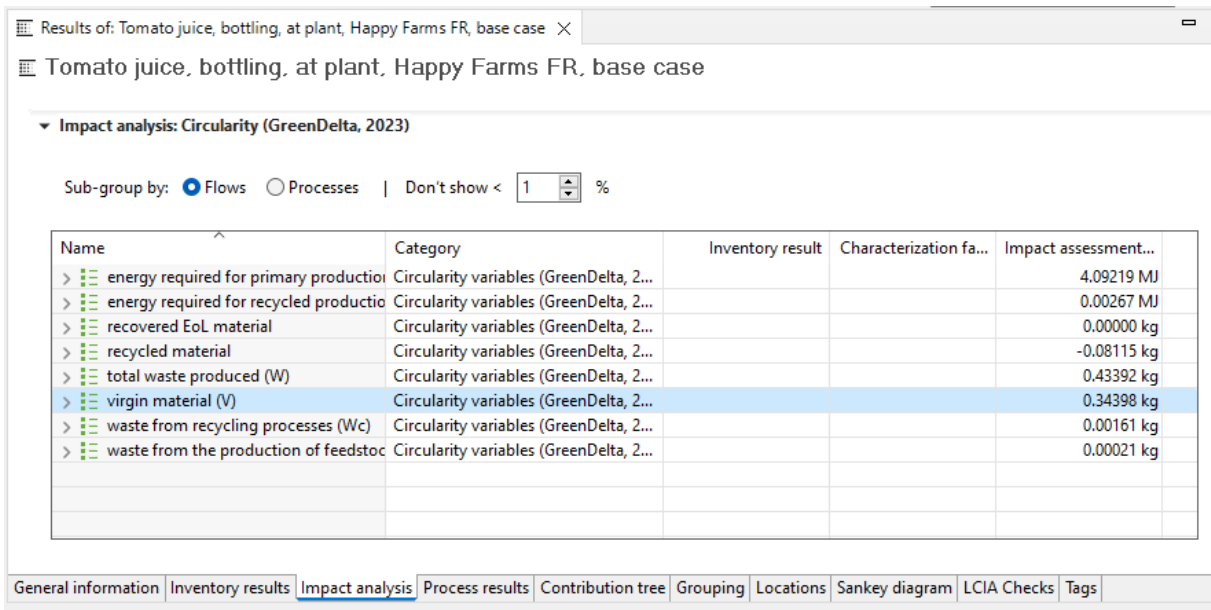 Results of: Tomato juice, bottling, at plant, Happy Farms FR, base case
Tomato juice, bottling, at plant, Happy Farms FR, base case
Impact analysis: Circularity (GreenDelta, 2023)
Sub-group by: Flows Processes | Don't show < 1 %
Name Category Inventory result Characterization fa... Impact assessment...
energy required for primary production Circularity variables (GreenDelta, 2... 4.09219 MJ
energy required for recycled productio Circularity variables (GreenDelta, 2... 0.00267 MJ
recovered EoL material Circularity variables (GreenDelta, 2... 0.00000 kg
recycled material Circularity variables (GreenDelta, 2... -0.08115 kg
total waste produced (W) Circularity variables (GreenDelta, 2... 0.43392 kg
virgin material (V) Circularity variables (GreenDelta, 2... 0.34398 kg
waste from recycling processes (Wc) Circularity variables (GreenDelta, 2... 0.00161 kg
waste from the production of feedstoc Circularity variables (GreenDelta, 2... 0.00021 kg
General information Inventory results Impact analysis Process results Contribution tree Grouping Locations Sankey diagram LCIA Checks Tags